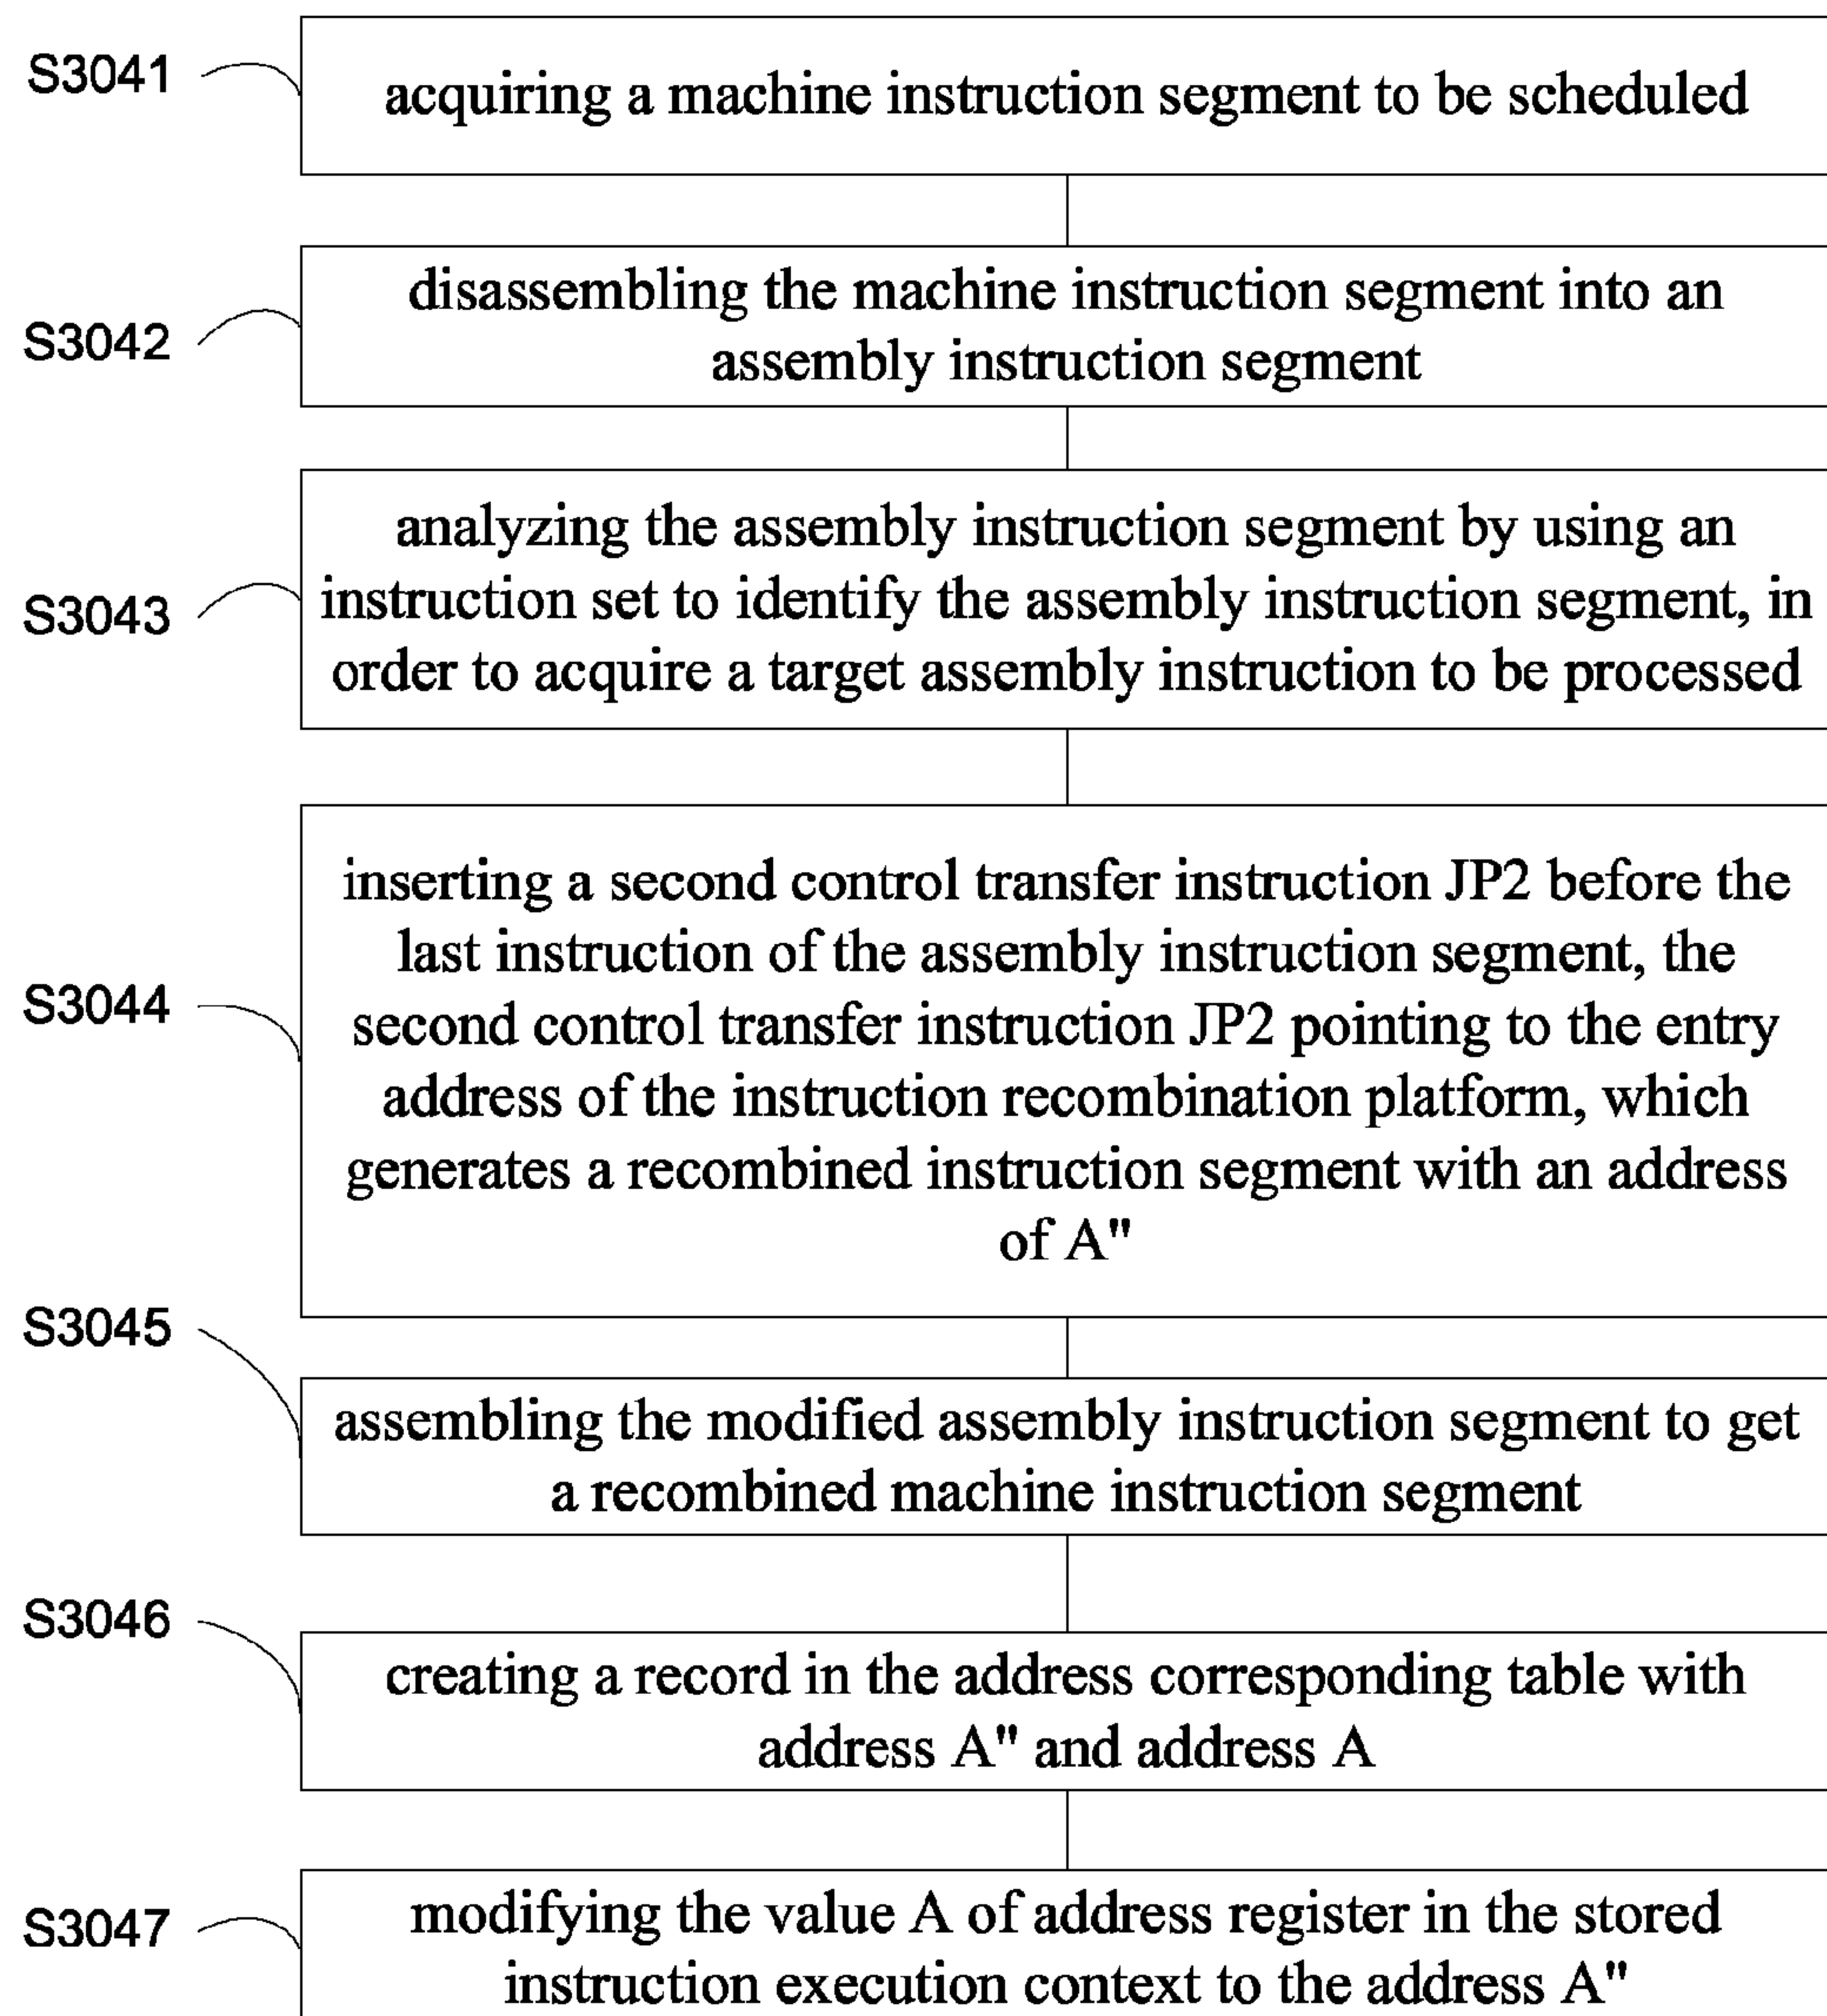 S3041
acquiring a machine instruction segment to be scheduled
S3042
disassembling the machine instruction segment into an
assembly instruction segment
S3043
analyzing the assembly instruction segment by using an
instruction set to identify the assembly instruction segment, in
order to acquire a target assembly instruction to be processed
S3044
inserting a second control transfer instruction JP2 before the
last instruction of the assembly instruction segment, the
second control transfer instruction JP2 pointing to the entry
address of the instruction recombination platform, which
generates a recombined instruction segment with an address
of A"
S3045
assembling the modified assembly instruction segment to get
a recombined machine instruction segment
S3046
creating a record in the address corresponding table with
address A" and address A
S3047
modifying the value A of address register in the stored
instruction execution context to the address A"